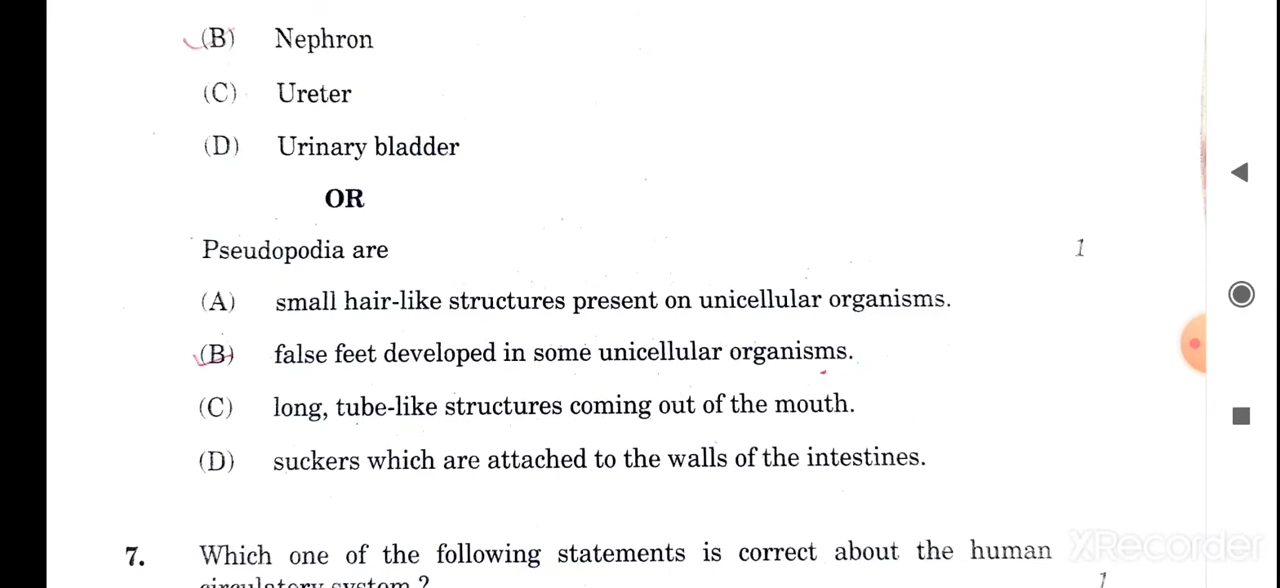 (B) Nephron
(C) Ureter
(D) Urinary bladder
OR
Pseudopodia are 1
(A) small hair-like structures present on unicellular organisms.
(B) false feet developed in some unicellular organisms.
(C) long, tube-like structures coming out of the mouth.
(D) suckers which are attached to the walls of the intestines.
7. Which one of the following statements is correct about the human
circulatory system ? 1
XRecorder